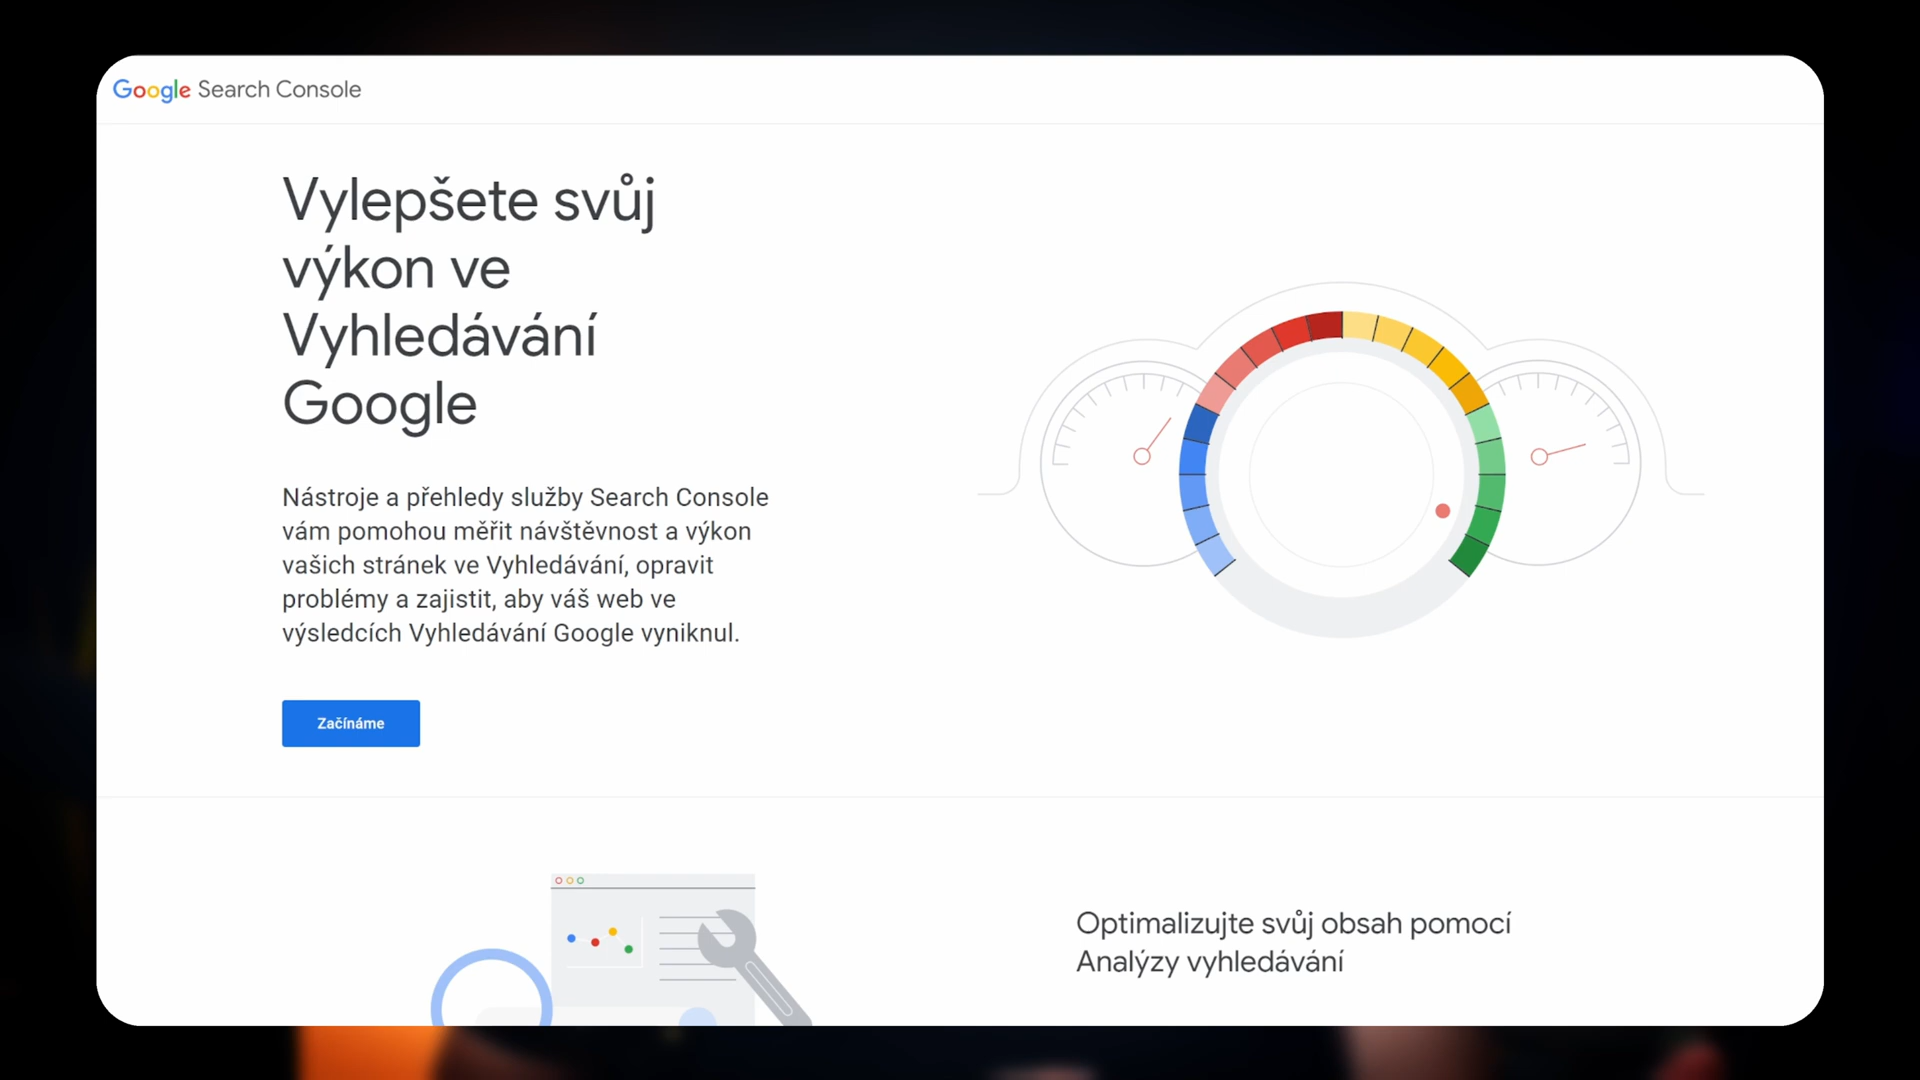 Google Search Console
Vylepšete svůj
výkon ve
Vyhledávání
Google
Nástroje a přehledy služby Search Console
vám pomohou měřit návštěvnost a výkon
vašich stránek ve Vyhledávání, opravit
problémy a zajistit, aby váš web ve
výsledcích Vyhledávání Google vyniknul.
Začínáme
Optimalizujte svůj obsah pomocí
Analýzy vyhledávání